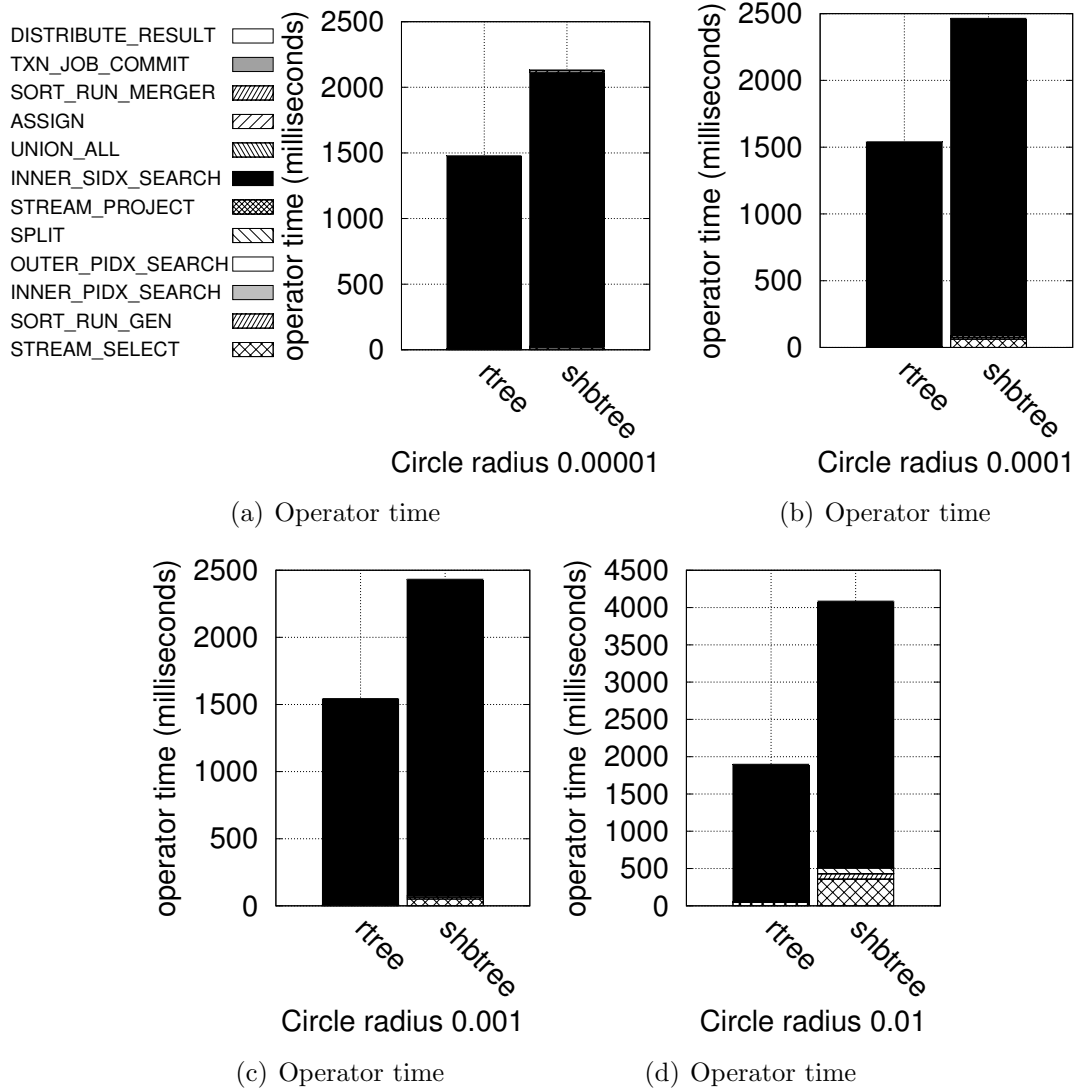 DISTRIBUTE_RESULT
TXN_JOB_COMMIT
SORT_RUN_MERGER
ASSIGN
UNION_ALL
INNER_SIDX_SEARCH
STREAM_PROJECT
SPLIT
OUTER_PIDX_SEARCH
INNER_PIDX_SEARCH
SORT_RUN_GEN
STREAM_SELECT
operator time (milliseconds)
2500
2000
1500
1000
500
0
rtree
shbtree
Circle radius 0.00001
(a) Operator time
operator time (milliseconds)
2500
2000
1500
1000
500
0
rtree
shbtree
Circle radius 0.0001
(b) Operator time
operator time (milliseconds)
2500
2000
1500
1000
500
0
rtree
shbtree
Circle radius 0.001
(c) Operator time
operator time (milliseconds)
4500
4000
3500
3000
2500
2000
1500
1000
500
0
rtree
shbtree
Circle radius 0.01
(d) Operator time